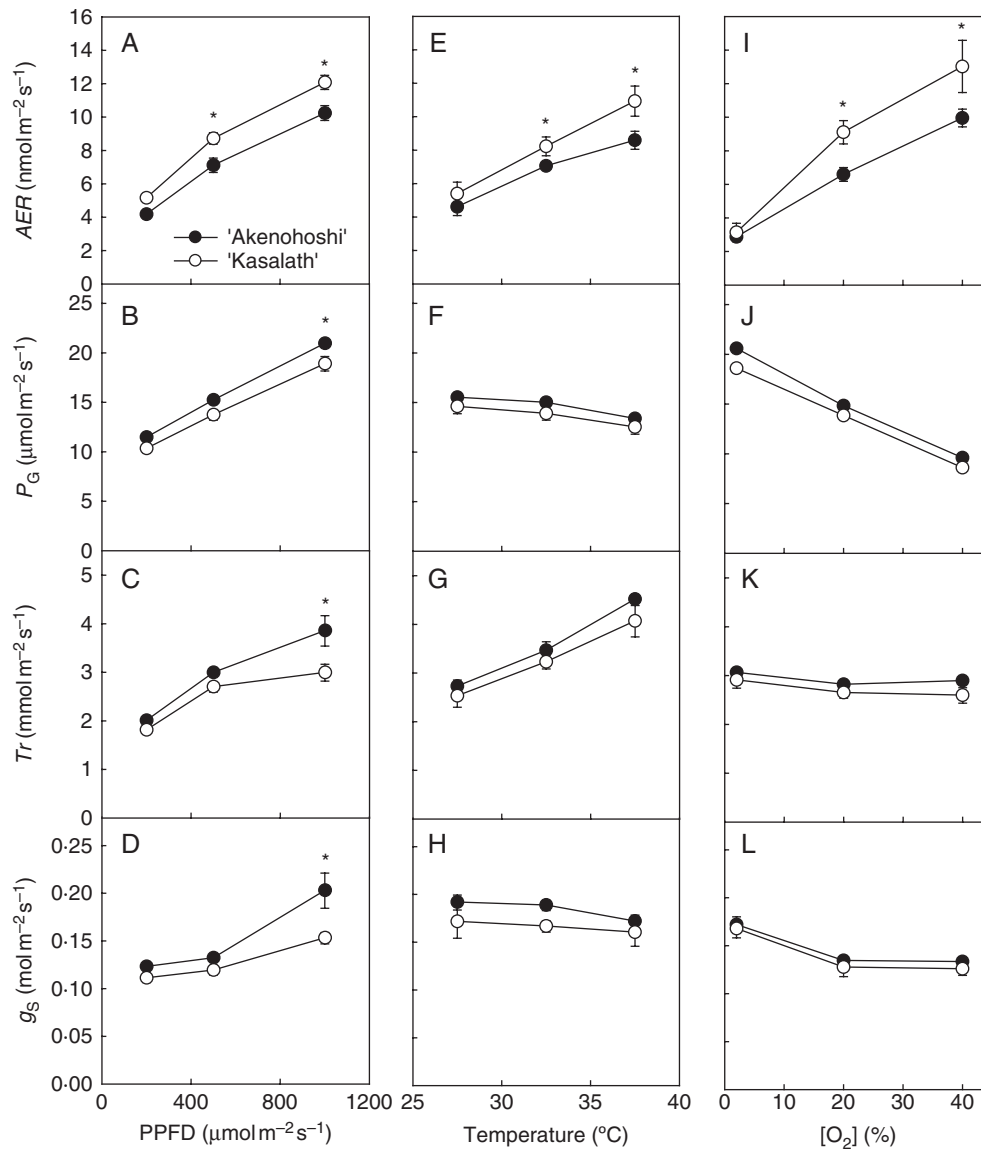 A
E
I
16
14
12
10
8
6
4
2
0
AER (nmol m⁻² s⁻¹)
* * * * * *
'Akenohoshi'
'Kasalath'
B
F
J
25
20
15
10
5
0
P_G (μmol m⁻² s⁻¹)
*
C
G
K
5
4
3
2
1
0
Tr (mmol m⁻² s⁻¹)
*
D
H
L
0·25
0·20
0·15
0·10
0·05
0·00
g_S (mol m⁻² s⁻¹)
*
0 400 800 1200
25 30 35 40
0 10 20 30 40
PPFD (μmol m⁻² s⁻¹)
Temperature (ºC)
[O₂] (%)